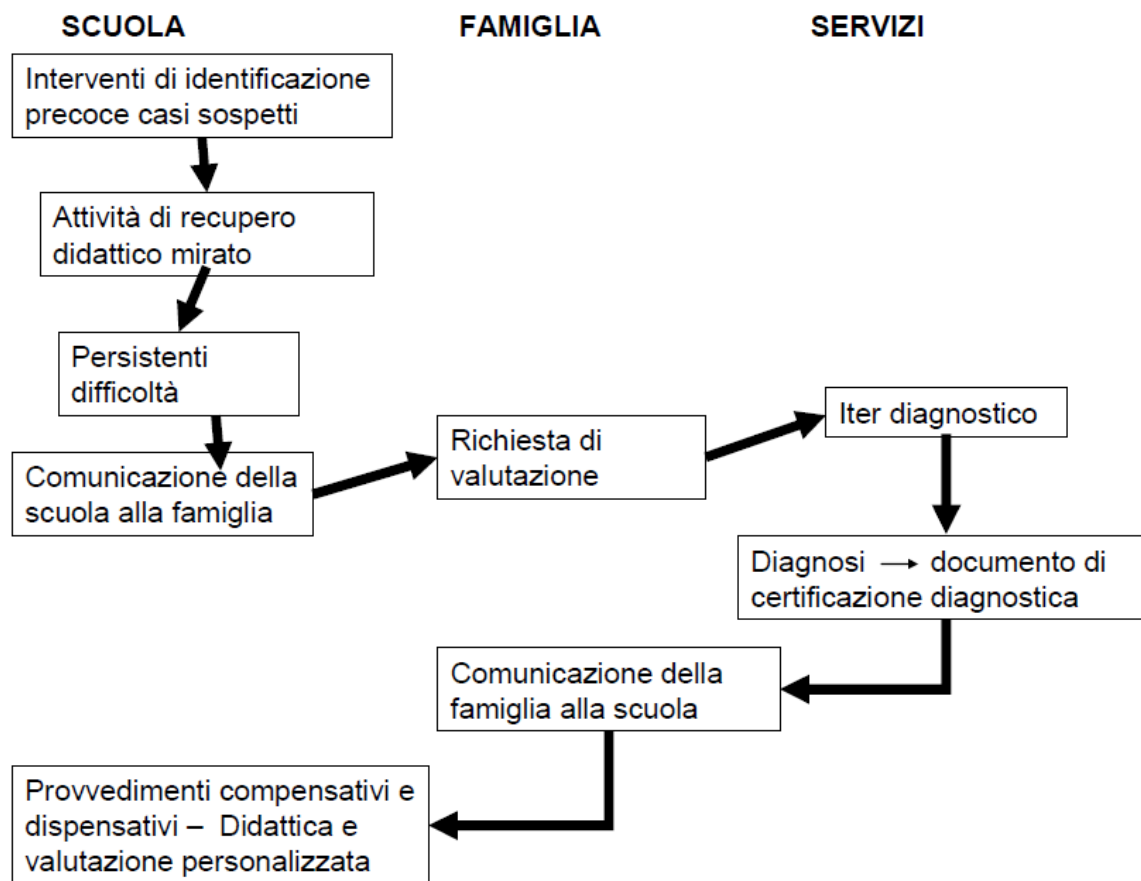 SCUOLA FAMIGLIA SERVIZI
Interventi di identificazione
precoce casi sospetti
Attività di recupero
didattico mirato
Persistenti
difficoltà
Comunicazione della
scuola alla famiglia
Richiesta di
valutazione
Iter diagnostico
Diagnosi → documento di
certificazione diagnostica
Comunicazione della
famiglia alla scuola
Provvedimenti compensativi e
dispensativi – Didattica e
valutazione personalizzata